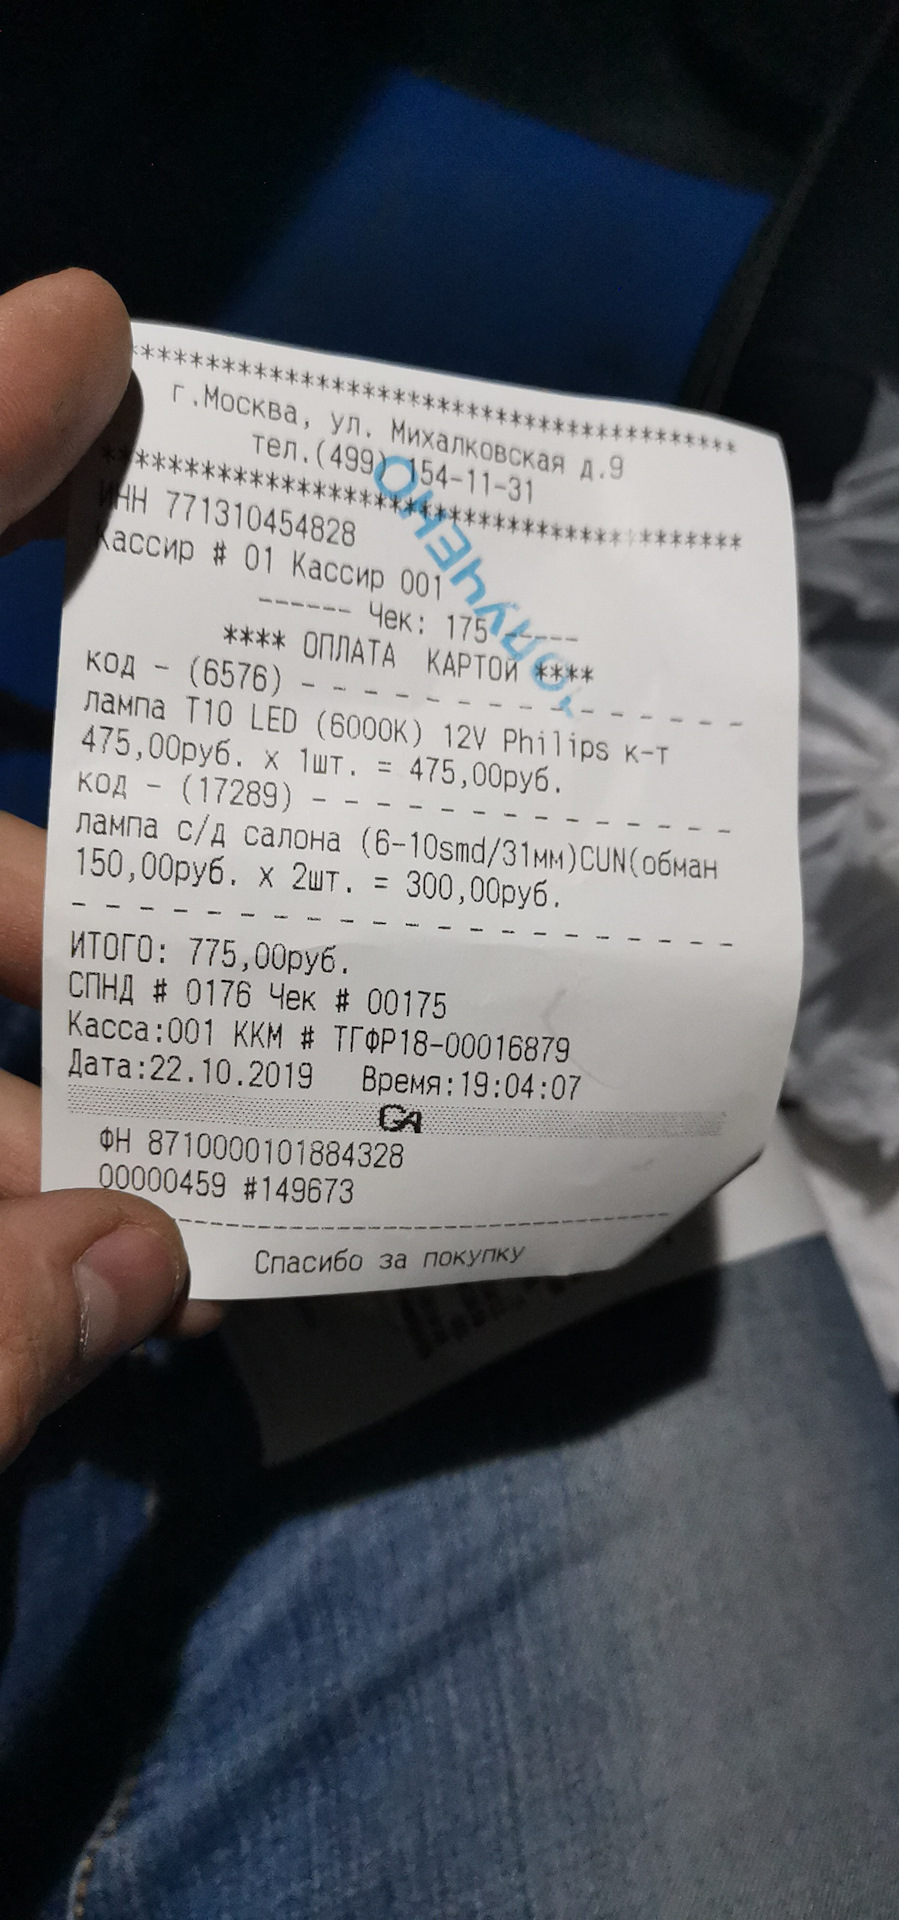 ****************************************
г.Москва, ул. Михалковская д.9
тел.(499) 154-11-31
****************************************
ИНН 771310454828
Кассир # 01 Кассир 001
------ Чек: 175 -----
**** ОПЛАТА КАРТОЙ ****
код - (6576) - - - - - - - - - - - - -
лампа T10 LED (6000K) 12V Philips к-т
475,00руб. x 1шт. = 475,00руб.
код - (17289) - - - - - - - - - - - - -
лампа с/д салона (6-10smd/31мм)CUN(обман
150,00руб. x 2шт. = 300,00руб.
- - - - - - - - - - - - - - - - - - - -
ИТОГО: 775,00руб.
СПНД # 0176 Чек # 00175
Касса:001 ККМ # ТГФР18-00016879
Дата:22.10.2019 Время:19:04:07
GA
ФН 8710000101884328
00000459 #149673
----------------------------------------
Спасибо за покупку
ПОЛУЧЕНО